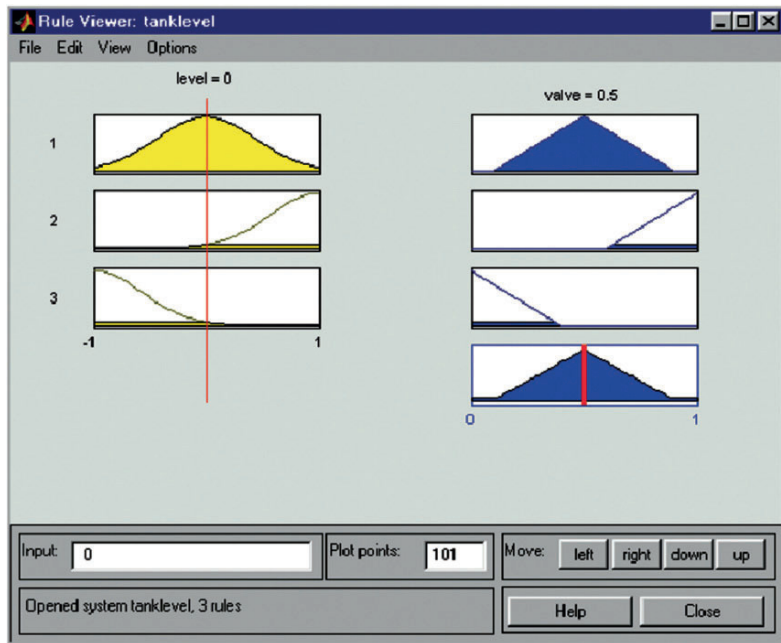 Rule Viewer: tanklevel
File Edit View Options
level = 0
valve = 0.5
1
2
3
-1 1
0 1
Input: 0
Plot points: 101
Move: left right down up
Opened system tanklevel, 3 rules
Help Close